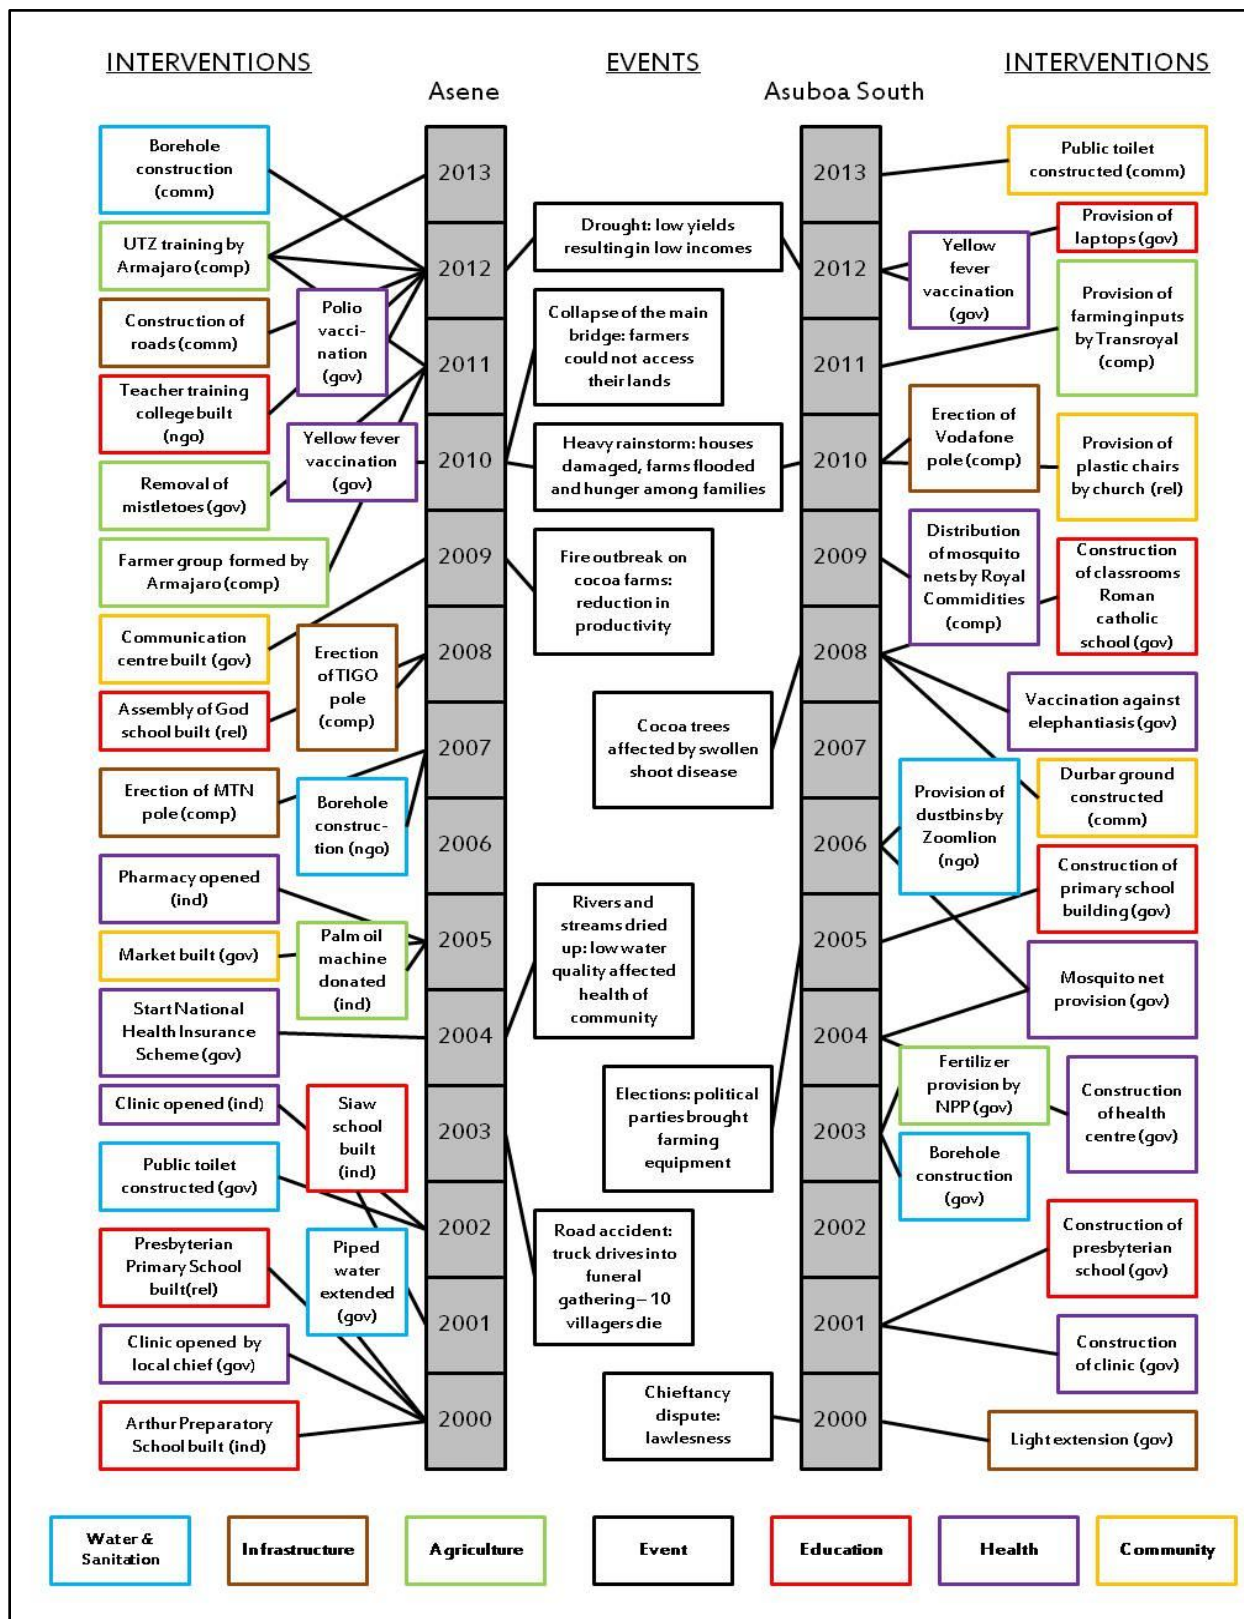 INTERVENTIONS
EVENTS
INTERVENTIONS
Asene
Asuboa South
Borehole
construction
(comm)
UTZ training by
Armajaro (comp)
Construction of
roads (comm)
Polio
vacci-
nation
(gov)
Teacher training
college built
(ngo)
Yellow fever
vaccination
(gov)
Removal of
mistletoes (gov)
Farmer group formed by
Armajaro (comp)
Communication
centre built (gov)
Erection
of TIGO
pole
(comp)
Assembly of God
school built (rel)
Erection of MTN
pole (comp)
Borehole
construc-
tion (ngo)
Pharmacy opened
(ind)
Market built (gov)
Palm oil
machine
donated
(ind)
Start National
Health Insurance
Scheme (gov)
Clinic opened (ind)
Siaw
school
built
(ind)
Public toilet
constructed (gov)
Presbyterian
Primary School
built(rel)
Piped
water
extended
(gov)
Clinic opened by
local chief (gov)
Arthur Preparatory
School built (ind)
2013
2012
2011
2010
2009
2008
2007
2006
2005
2004
2003
2002
2001
2000
Drought: low yields
resulting in low incomes
Collapse of the main
bridge: farmers
could not access
their lands
Heavy rainstorm: houses
damaged, farms flooded
and hunger among families
Fire outbreak on
cocoa farms:
reduction in
productivity
Cocoa trees
affected by swollen
shoot disease
Rivers and
streams dried
up: low water
quality affected
health of
community
Elections: political
parties brought
farming
equipment
Road accident:
truck drives into
funeral
gathering – 10
villagers die
Chieftancy
dispute:
lawlesness
2013
2012
2011
2010
2009
2008
2007
2006
2005
2004
2003
2002
2001
2000
Public toilet
constructed (comm)
Provision of
laptops (gov)
Yellow
fever
vaccination
(gov)
Provision of
farming inputs
by Transroyal
(comp)
Erection of
Vodafone
pole (comp)
Provision of
plastic chairs
by church (rel)
Distribution
of mosquito
nets by Royal
Commidities
(comp)
Construction
of classrooms
Roman
catholic
school (gov)
Vaccination against
elephantiasis (gov)
Durbar ground
constructed
(comm)
Provision of
dustbins by
Zoomlion
(ngo)
Construction of
primary school
building (gov)
Mosquito net
provision (gov)
Fertilizer
provision by
NPP (gov)
Construction
of health
centre (gov)
Borehole
construction
(gov)
Construction of
presbyterian
school (gov)
Construction
of clinic (gov)
Light extension (gov)
Water &
Sanitation
Infrastructure
Agriculture
Event
Education
Health
Community